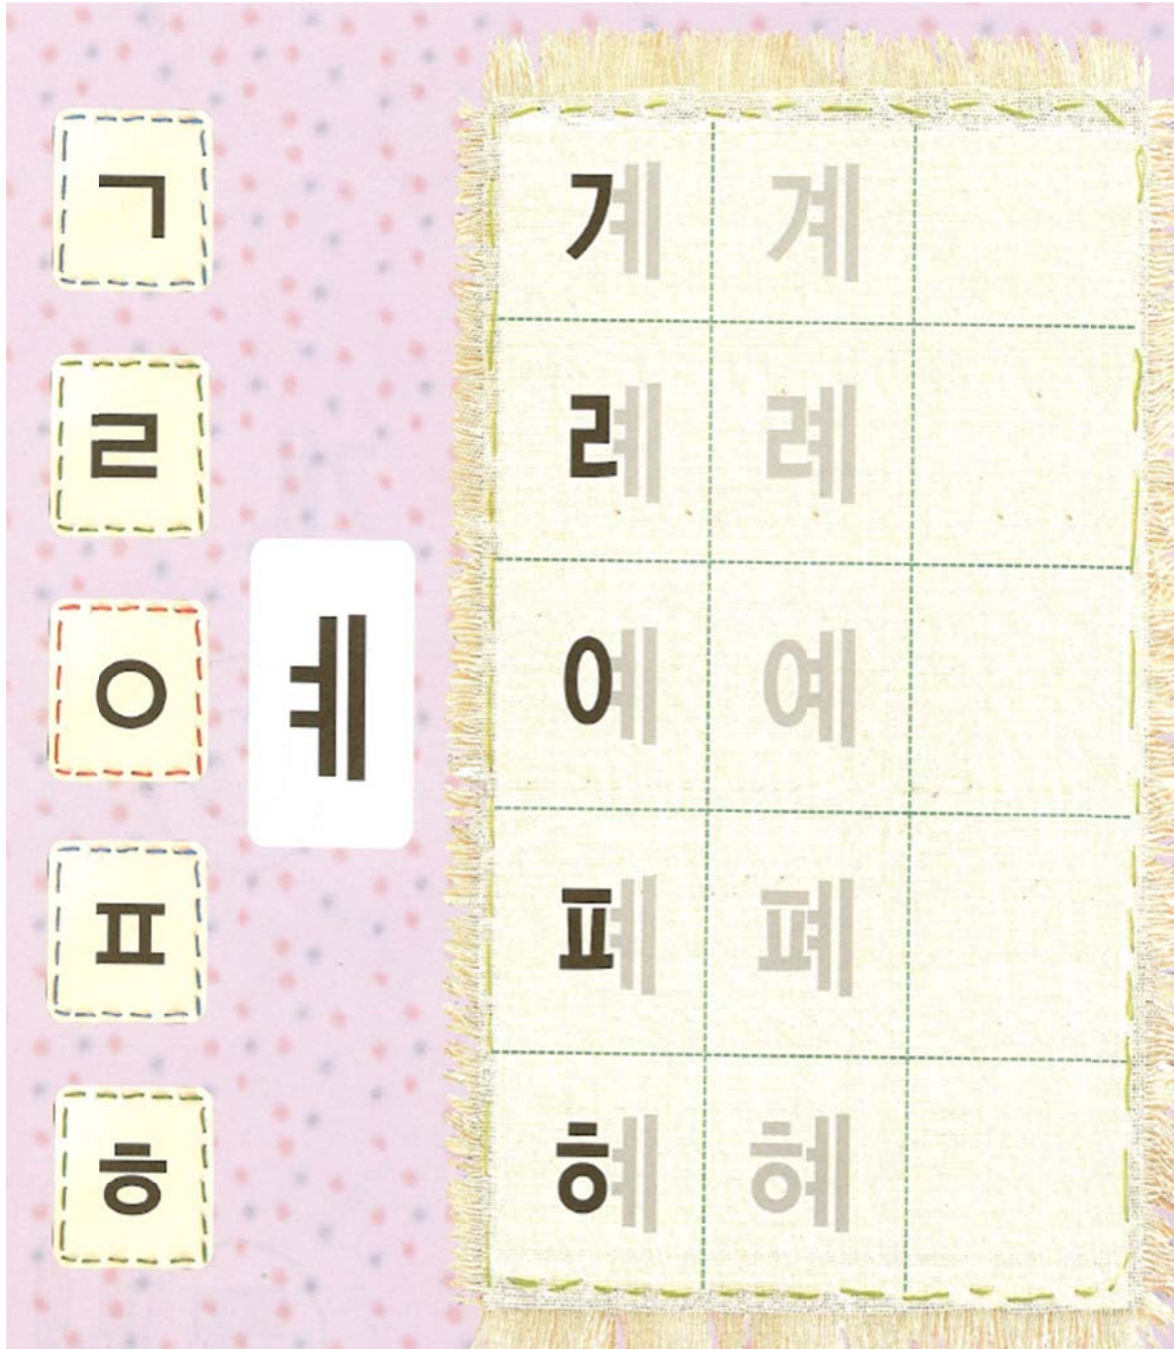 ㄱ 계 계
ㄹ 례 례
ㅇ ㅖ 예 예
ㅍ 폐 폐
ㅎ 혜 혜